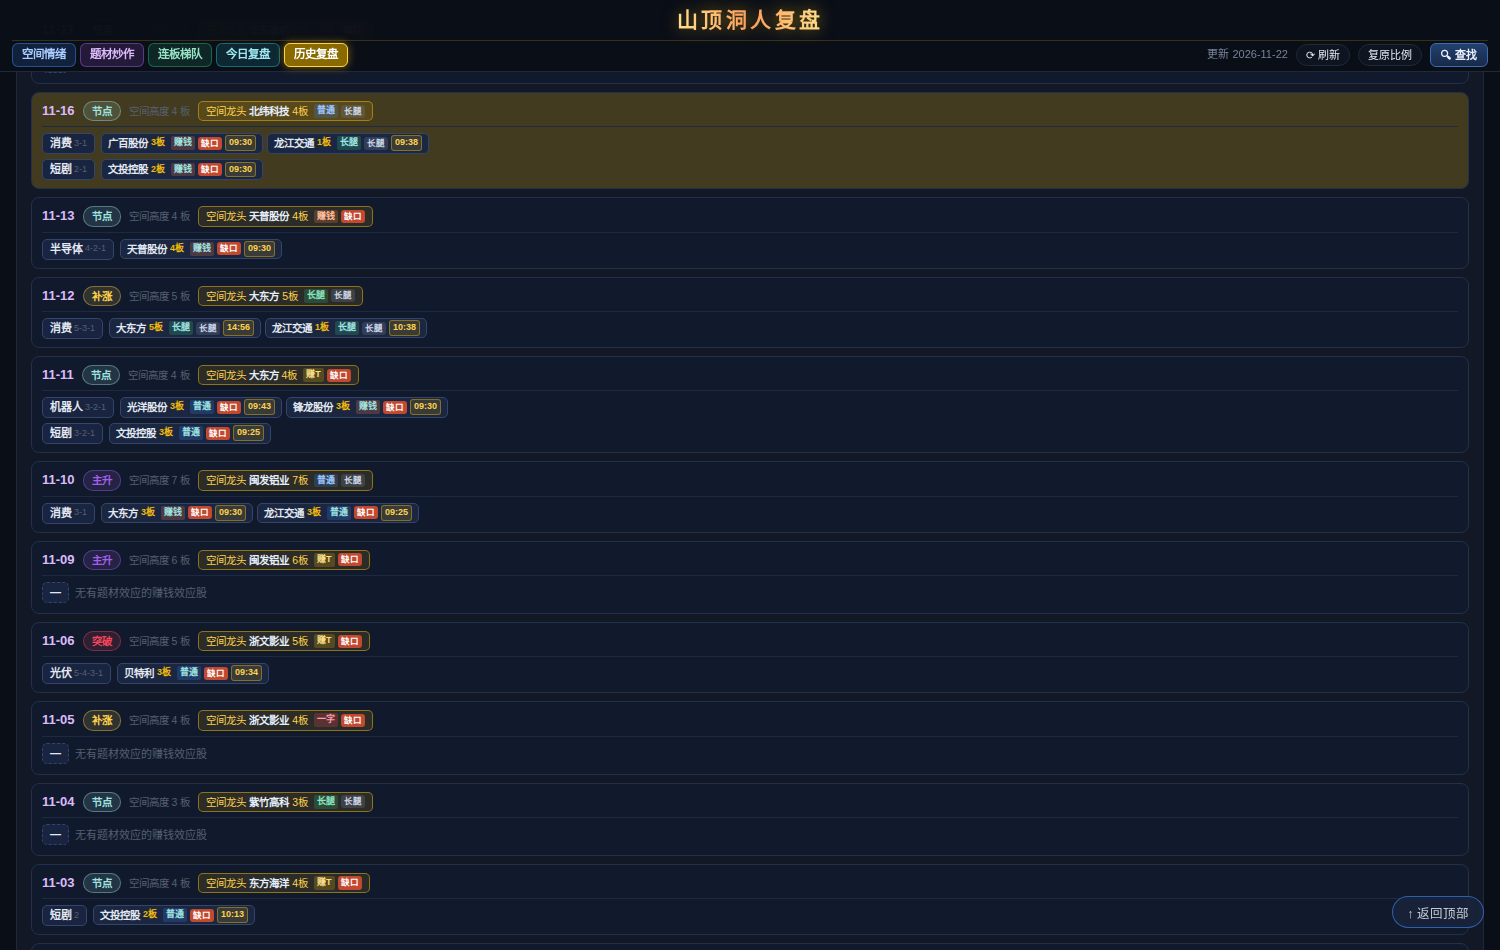 山顶洞人复盘
空间情绪 题材炒作 连板梯队 今日复盘 历史复盘 更新 2026-11-22 ⟳ 刷新 复原比例 🔍 查找
11-16 节点 空间高度 4 板 空间龙头 北纬科技 4板 普通 长腿
消费 3-1 广百股份 3板 赚钱 缺口 09:30 龙江交通 1板 长腿 长腿 09:38
短剧 2-1 文投控股 2板 赚钱 缺口 09:30
11-13 节点 空间高度 4 板 空间龙头 天普股份 4板 赚钱 缺口
半导体 4-2-1 天普股份 4板 赚钱 缺口 09:30
11-12 补涨 空间高度 5 板 空间龙头 大东方 5板 长腿 长腿
消费 5-3-1 大东方 5板 长腿 长腿 14:56 龙江交通 1板 长腿 长腿 10:38
11-11 节点 空间高度 4 板 空间龙头 大东方 4板 赚T 缺口
机器人 3-2-1 光洋股份 3板 普通 缺口 09:43 锋龙股份 3板 赚钱 缺口 09:30
短剧 3-2-1 文投控股 3板 普通 缺口 09:25
11-10 主升 空间高度 7 板 空间龙头 闽发铝业 7板 普通 长腿
消费 3-1 大东方 3板 赚钱 缺口 09:30 龙江交通 3板 普通 缺口 09:25
11-09 主升 空间高度 6 板 空间龙头 闽发铝业 6板 赚T 缺口
— 无有题材效应的赚钱效应股
11-06 突破 空间高度 5 板 空间龙头 浙文影业 5板 赚T 缺口
光伏 5-4-3-1 贝特利 3板 普通 缺口 09:34
11-05 补涨 空间高度 4 板 空间龙头 浙文影业 4板 一字 缺口
— 无有题材效应的赚钱效应股
11-04 节点 空间高度 3 板 空间龙头 紫竹高科 3板 长腿 长腿
— 无有题材效应的赚钱效应股
11-03 节点 空间高度 4 板 空间龙头 东方海洋 4板 赚T 缺口
短剧 2 文投控股 2板 普通 缺口 10:13
↑ 返回顶部